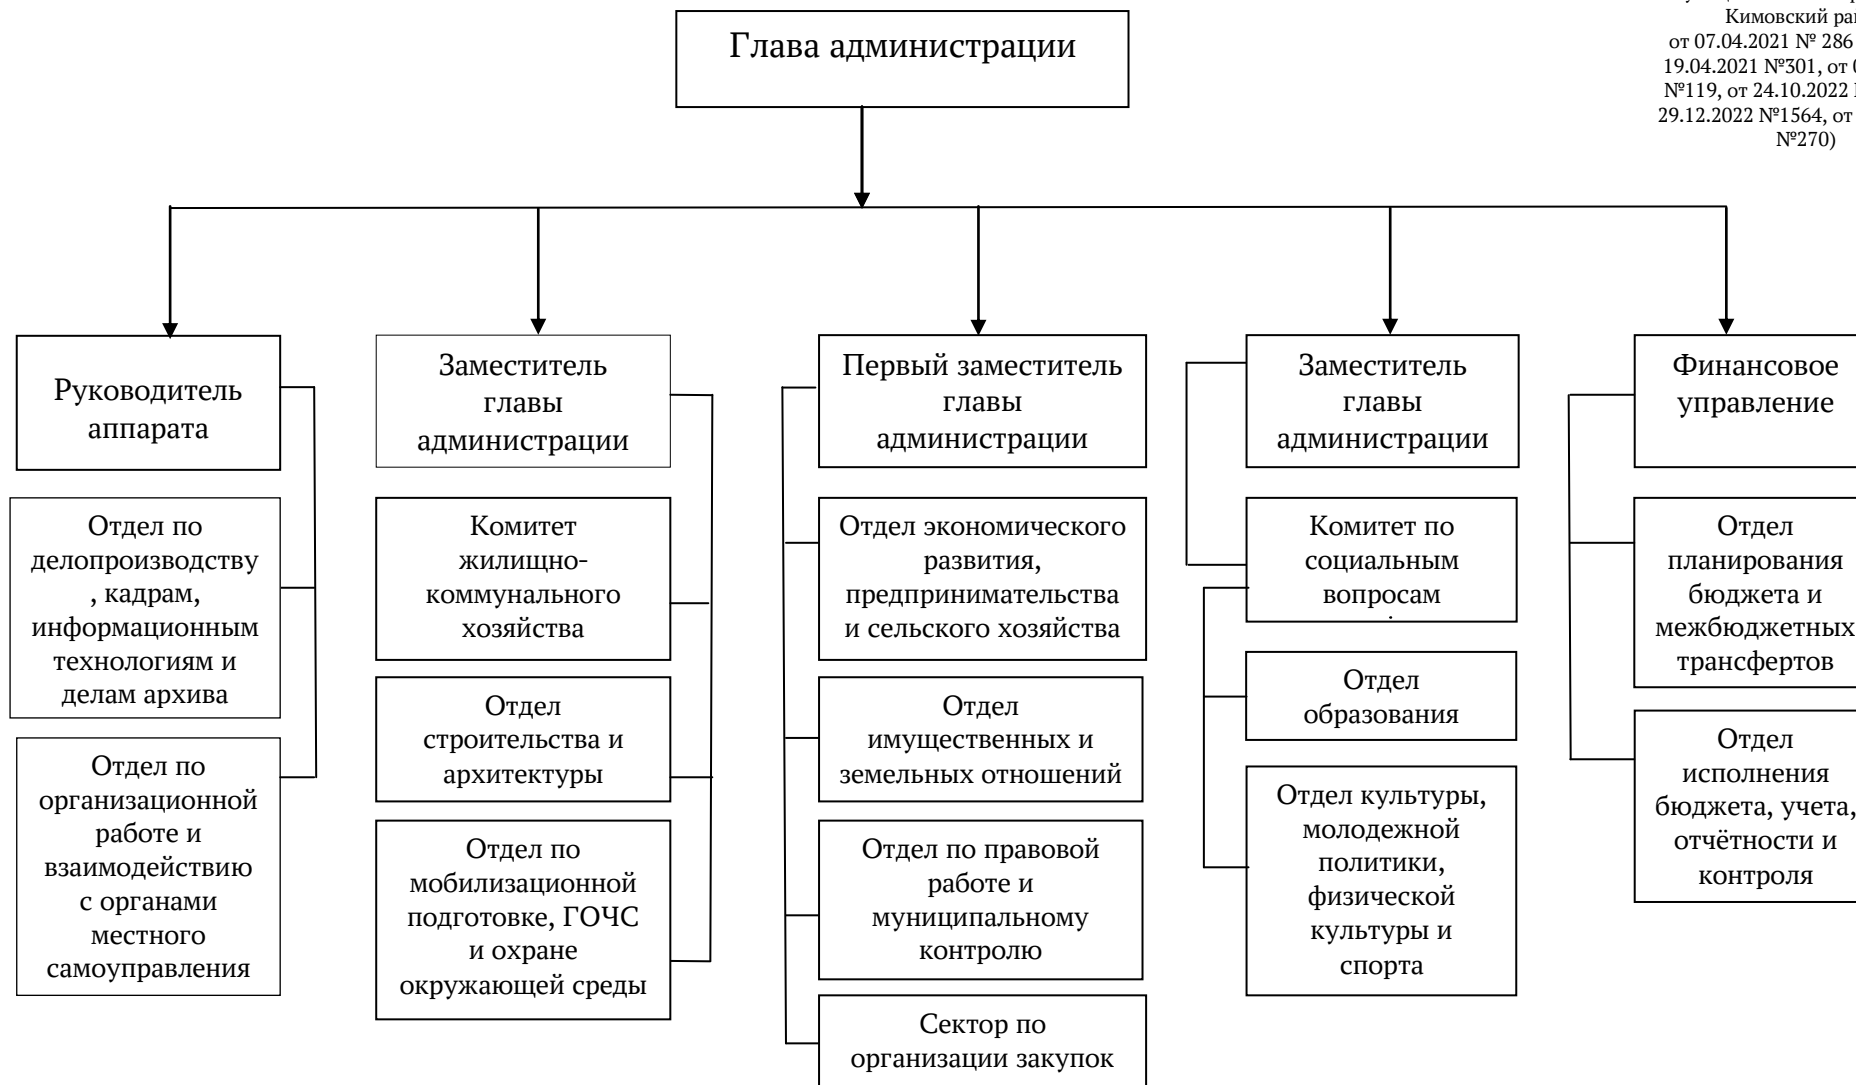 Глава администрации
Кимовский
от 07.04.2021 № 286
19.04.2021 №301, от
№119, от 24.10.2022
29.12.2022 №1564, от
№270)
Руководитель
аппарата
Отдел по
делопроизводству
, кадрам,
информационным
технологиям и
делам архива
Отдел по
организационной
работе и
взаимодействию
с органами
местного
самоуправления
Заместитель
главы
администрации
Комитет
жилищно-
коммунального
хозяйства
Отдел
строительства и
архитектуры
Отдел по
мобилизационной
подготовке, ГОЧС
и охране
окружающей среды
Первый заместитель
главы
администрации
Отдел экономического
развития,
предпринимательства
и сельского хозяйства
Отдел
имущественных и
земельных отношений
Отдел по правовой
работе и
муниципальному
контролю
Сектор по
организации закупок
Заместитель
главы
администрации
Комитет по
социальным
вопросам
Отдел
образования
Отдел культуры,
молодежной
политики,
физической
культуры и
спорта
Финансовое
управление
Отдел
планирования
бюджета и
межбюджетных
трансфертов
Отдел
исполнения
бюджета, учета,
отчётности и
контроля